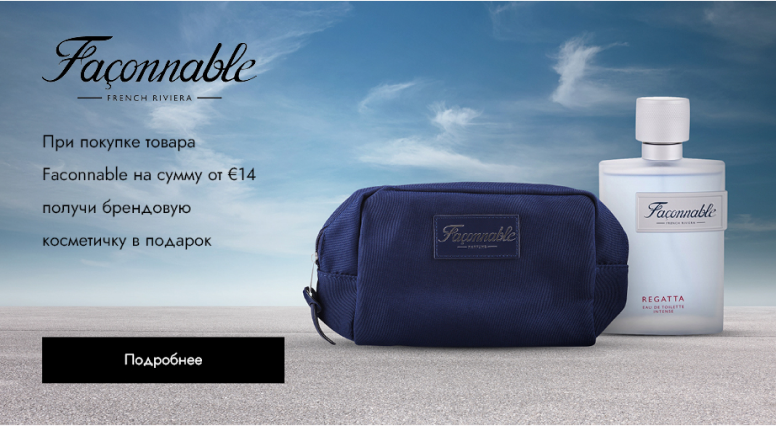 Façonnable
FRENCH RIVIERA
При покупке товара
Faconnable на сумму от €14
получи брендовую
косметичку в подарок
Подробнее
Façonnable
PARFUMS
Façonnable
FRENCH RIVIERA
REGATTA
EAU DE TOILETTE
INTENSE